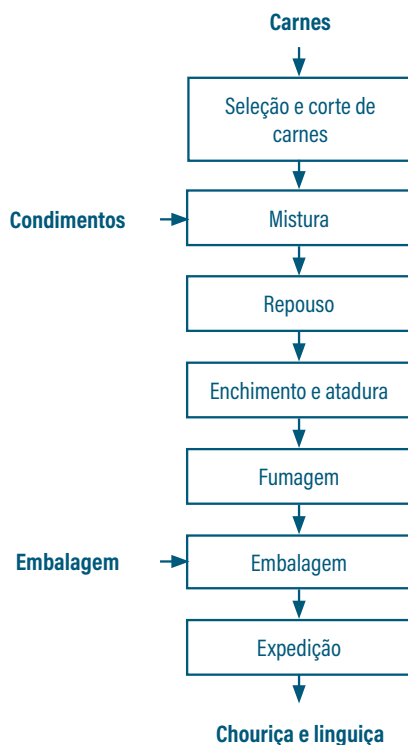 Carnes
Seleção e corte de
carnes
Condimentos
Mistura
Repouso
Enchimento e atadura
Fumagem
Embalagem
Embalagem
Expedição
Chouriça e linguiça